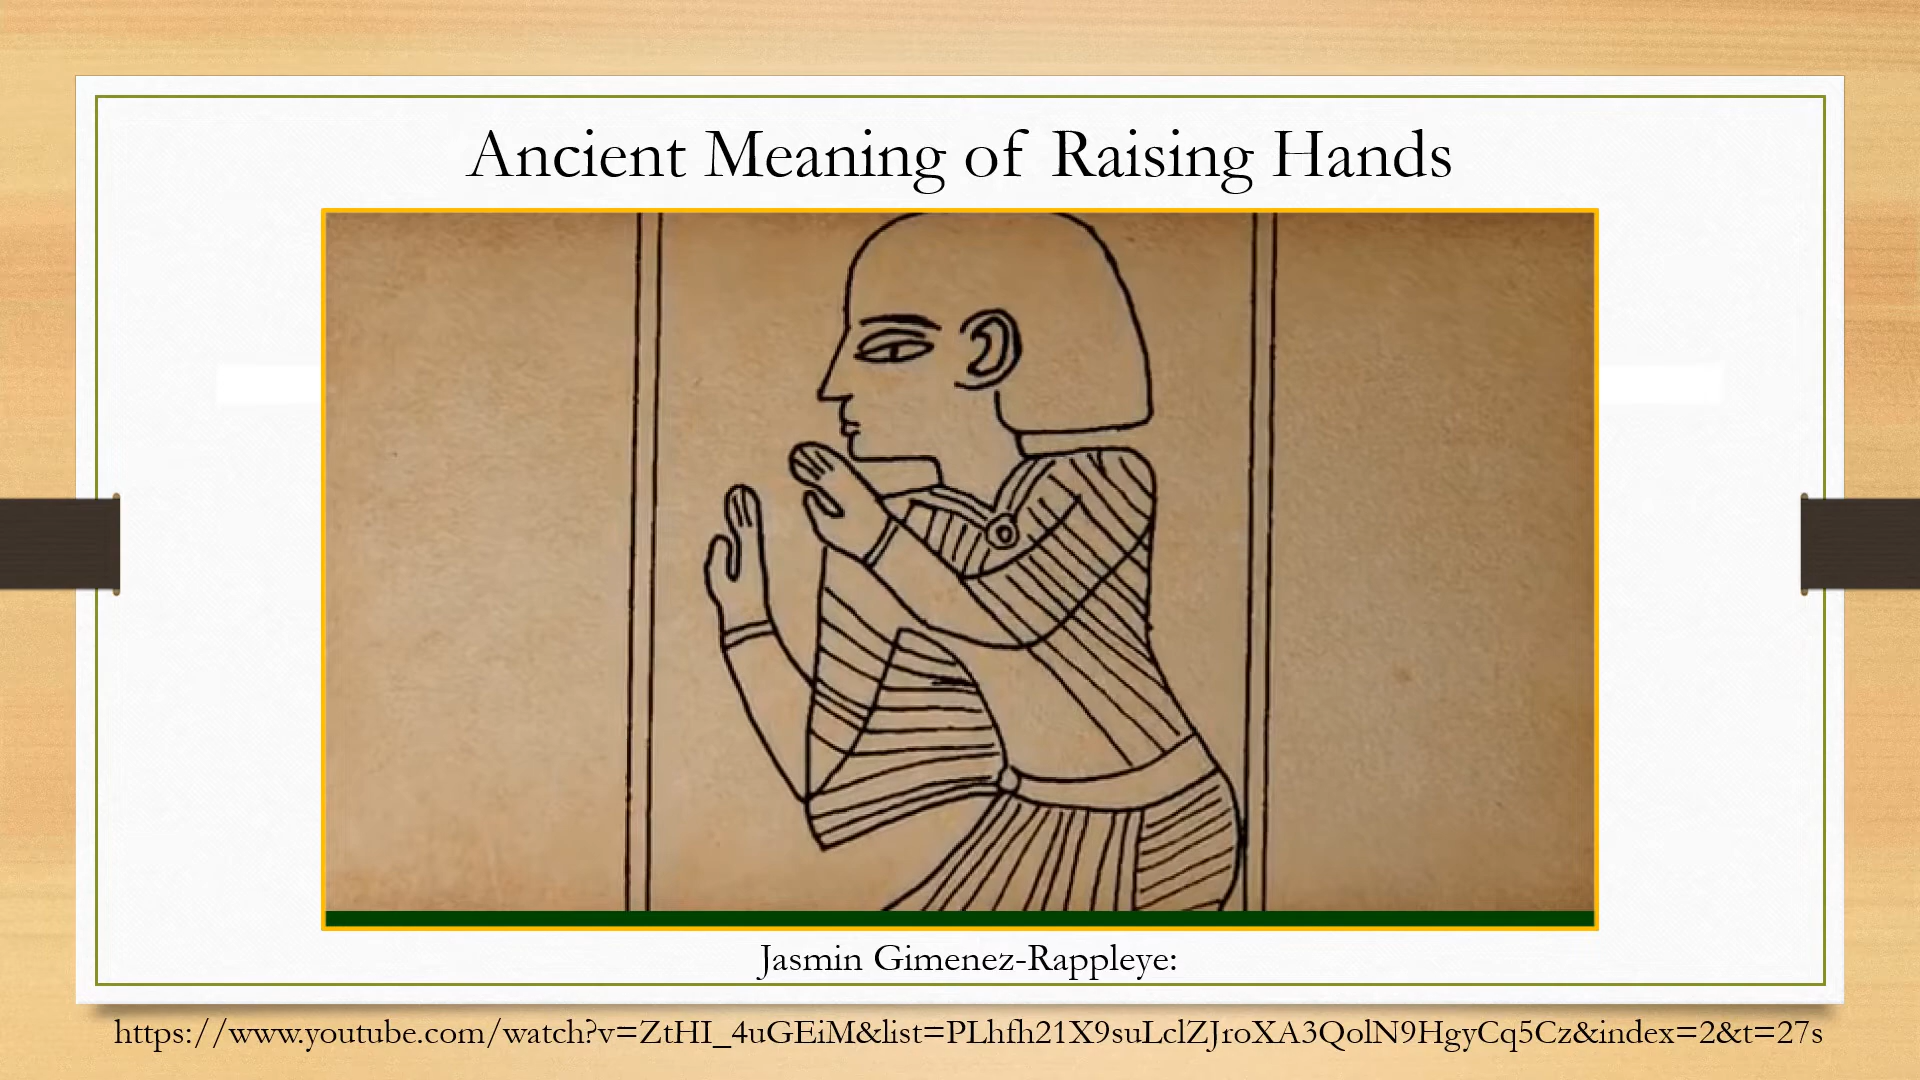 Ancient Meaning of Raising Hands
Jasmin Gimenez-Rappleye:
https://www.youtube.com/watch?v=ZtHI_4uGEiM&list=PLhfh21X9suLclZJroXA3QolN9HgyCq5Cz&index=2&t=27s